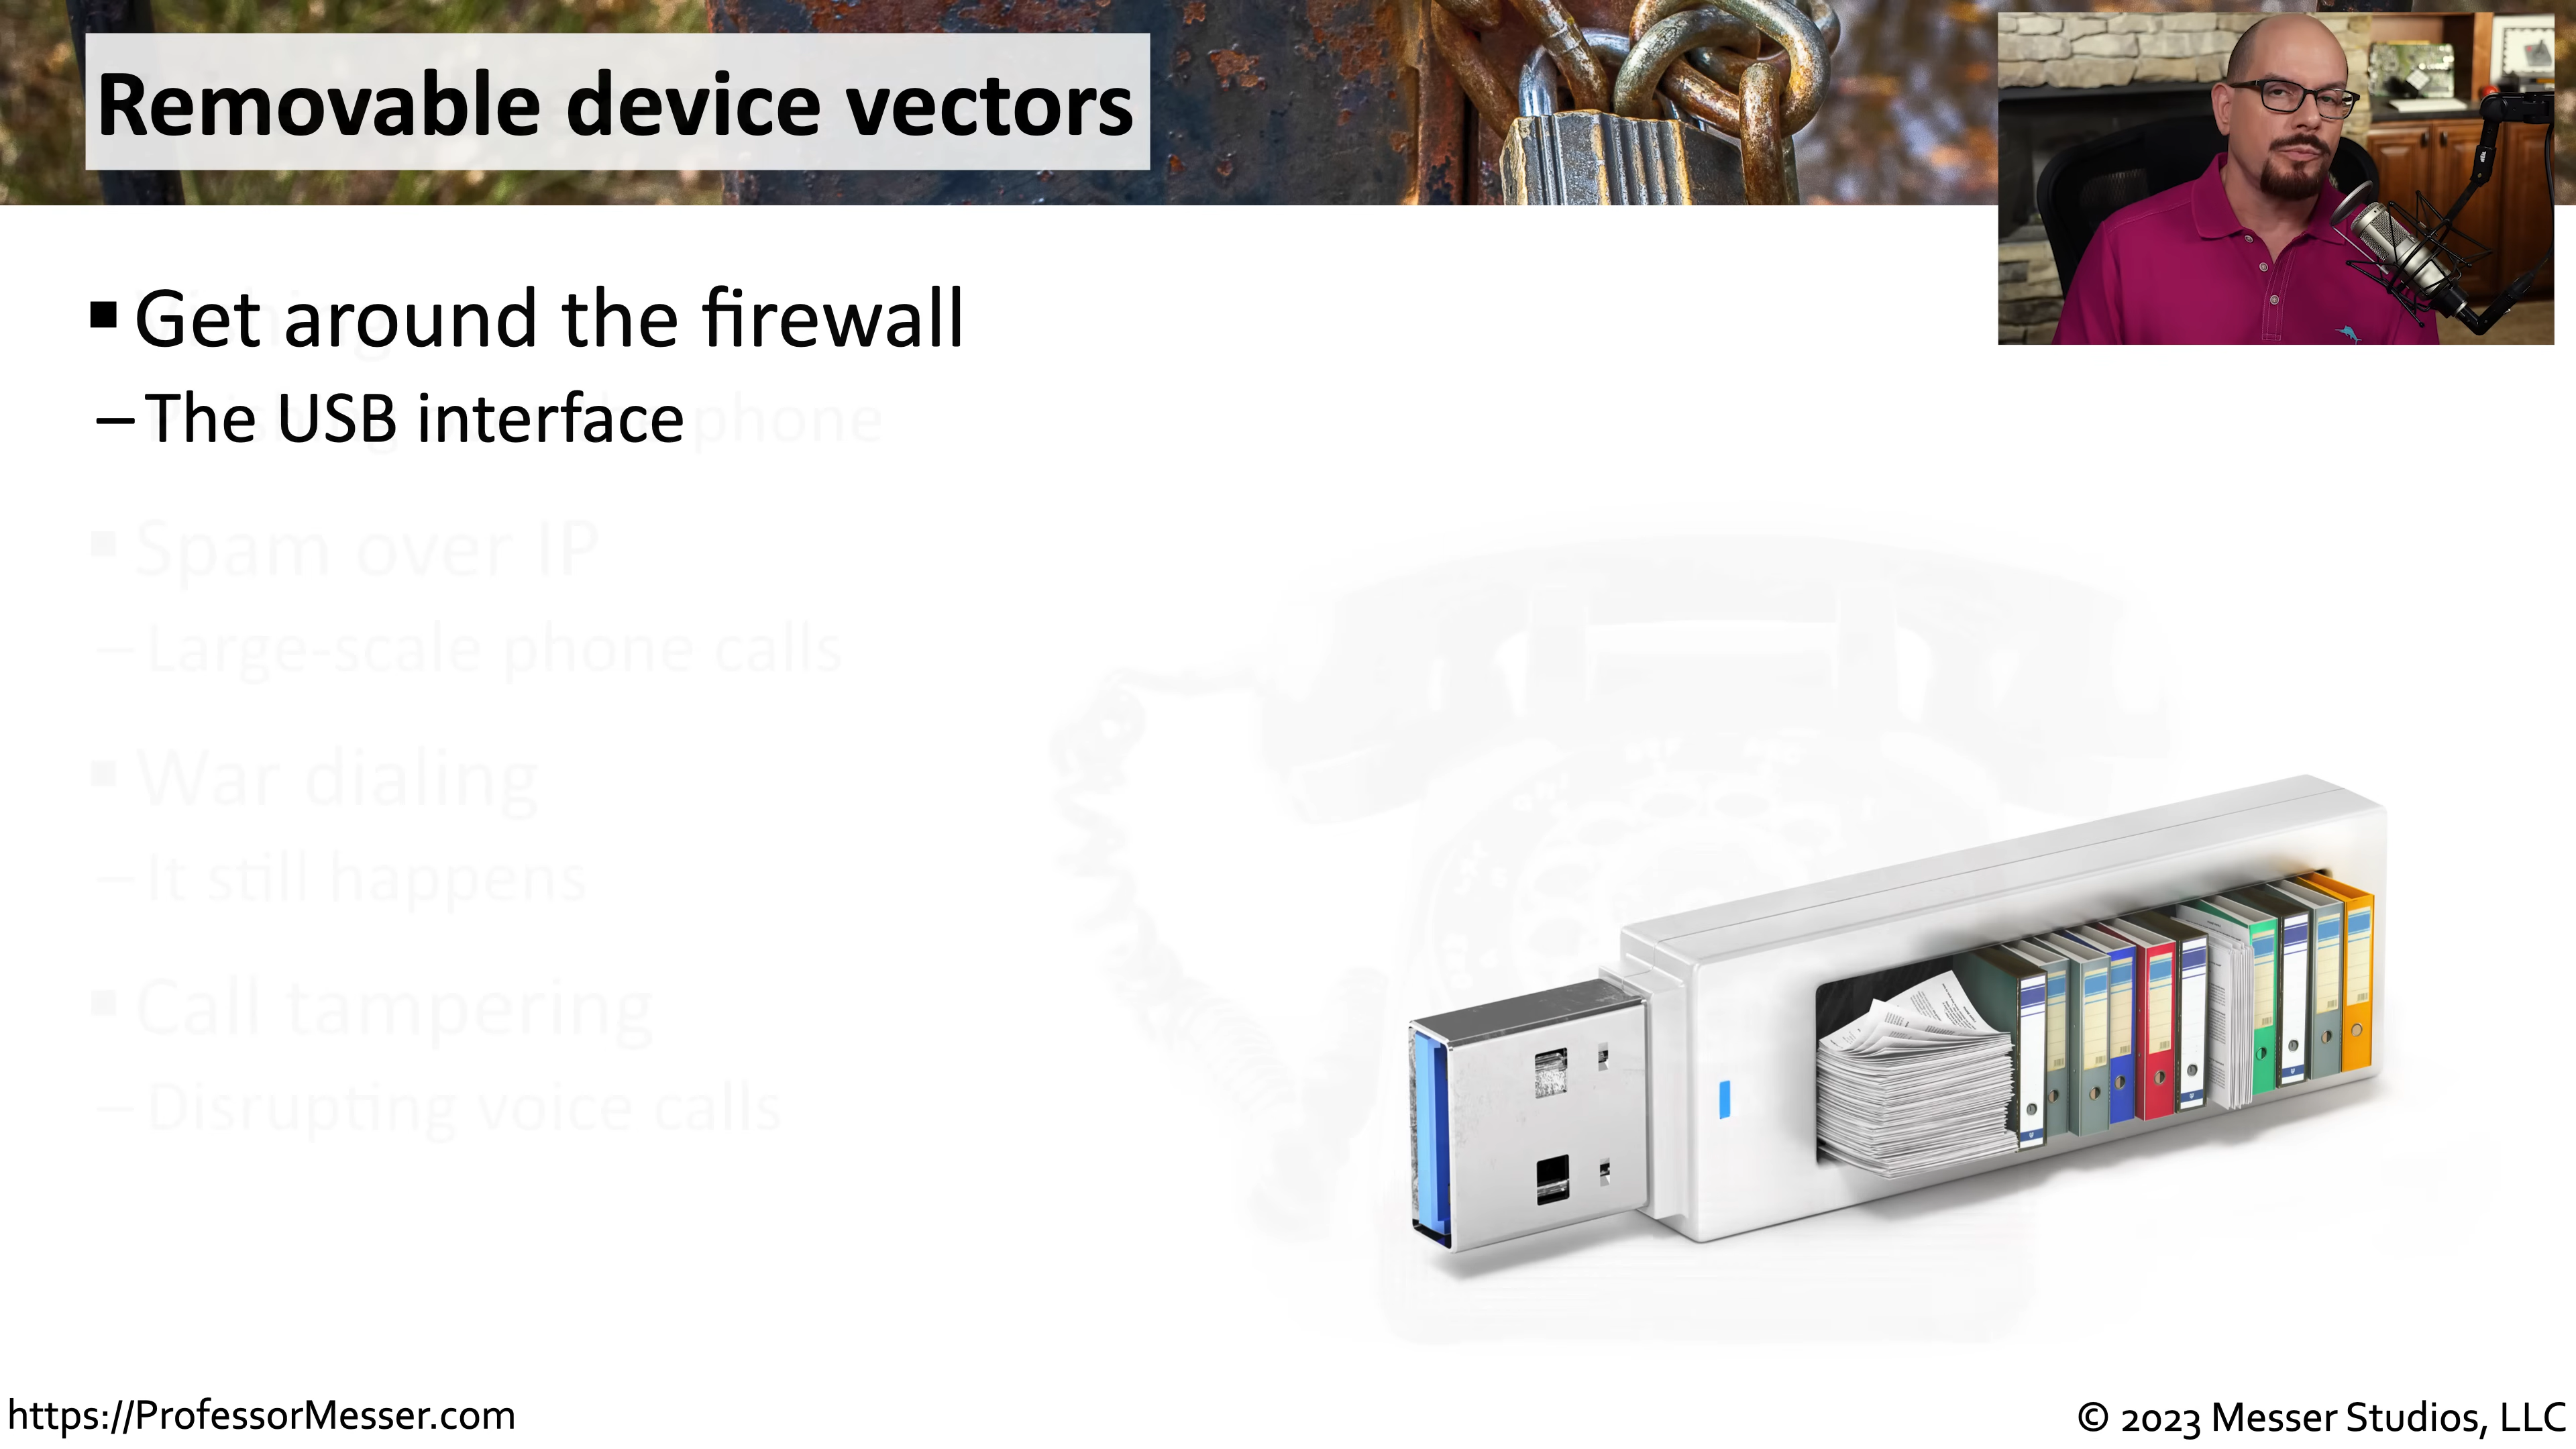 Removable device vectors
▪ Get around the firewall
– The USB interface
phone
▪ Spam over IP
– Large-scale phone calls
▪ War dialing
– It still happens
▪ Call tampering
– Disrupting voice calls
https://ProfessorMesser.com
© 2023 Messer Studios, LLC